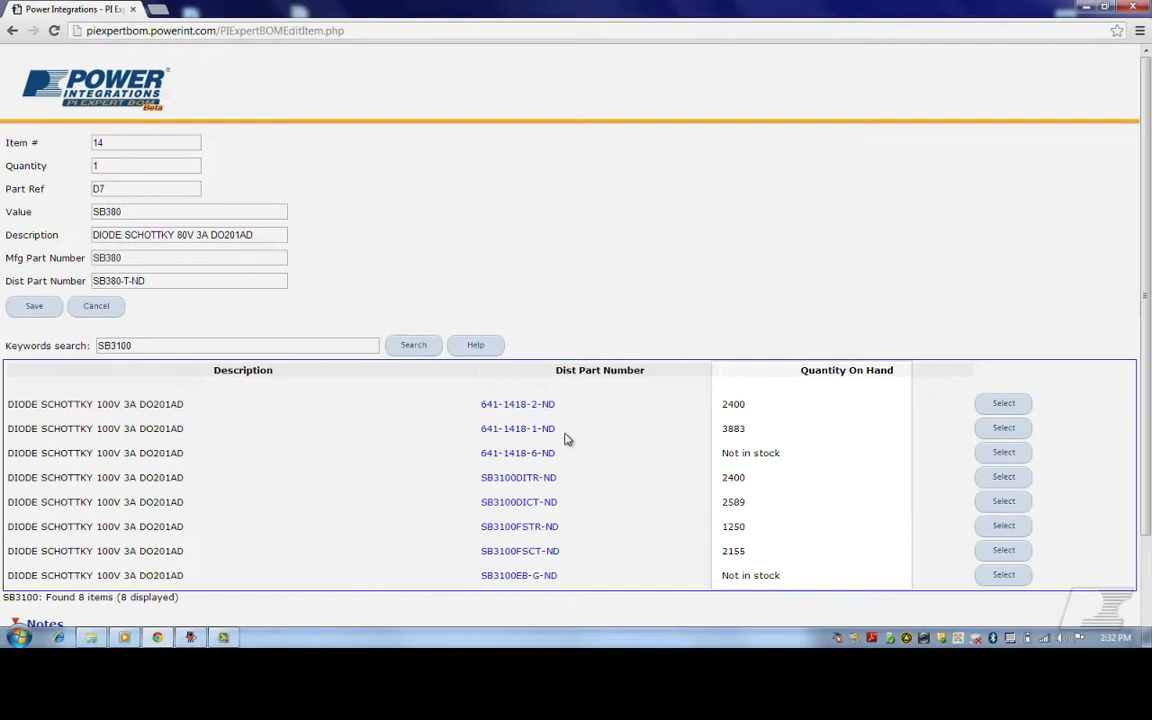 Power Integrations - PI Ex
piexpertbom.powerint.com/PIExpertBOMEditItem.php
POWER
INTEGRATIONS
PI EXPERT BOM
Beta
Item # 14
Quantity 1
Part Ref D7
Value SB380
Description DIODE SCHOTTKY 80V 3A DO201AD
Mfg Part Number SB380
Dist Part Number SB380-T-ND
Save Cancel
Keywords search: SB3100 Search Help
Description Dist Part Number Quantity On Hand
DIODE SCHOTTKY 100V 3A DO201AD 641-1418-2-ND 2400 Select
DIODE SCHOTTKY 100V 3A DO201AD 641-1418-1-ND 3883 Select
DIODE SCHOTTKY 100V 3A DO201AD 641-1418-6-ND Not in stock Select
DIODE SCHOTTKY 100V 3A DO201AD SB3100DITR-ND 2400 Select
DIODE SCHOTTKY 100V 3A DO201AD SB3100DICT-ND 2589 Select
DIODE SCHOTTKY 100V 3A DO201AD SB3100FSTR-ND 1250 Select
DIODE SCHOTTKY 100V 3A DO201AD SB3100FSCT-ND 2155 Select
DIODE SCHOTTKY 100V 3A DO201AD SB3100EB-G-ND Not in stock Select
SB3100: Found 8 items (8 displayed)
Notes
2:32 PM